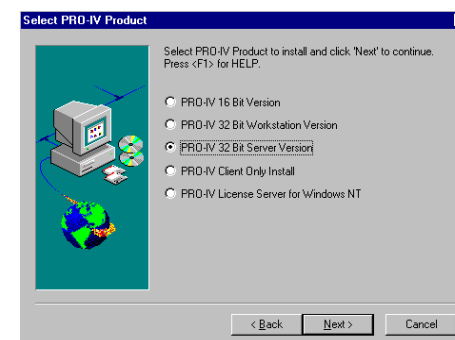 Select PRO-IV Product
Select PRO-IV Product to install and click 'Next' to continue.
Press <F1> for HELP.
PRO-IV 16 Bit Version
PRO-IV 32 Bit Workstation Version
PRO-IV 32 Bit Server Version
PRO-IV Client Only Install
PRO-IV License Server for Windows NT
< Back
Next >
Cancel